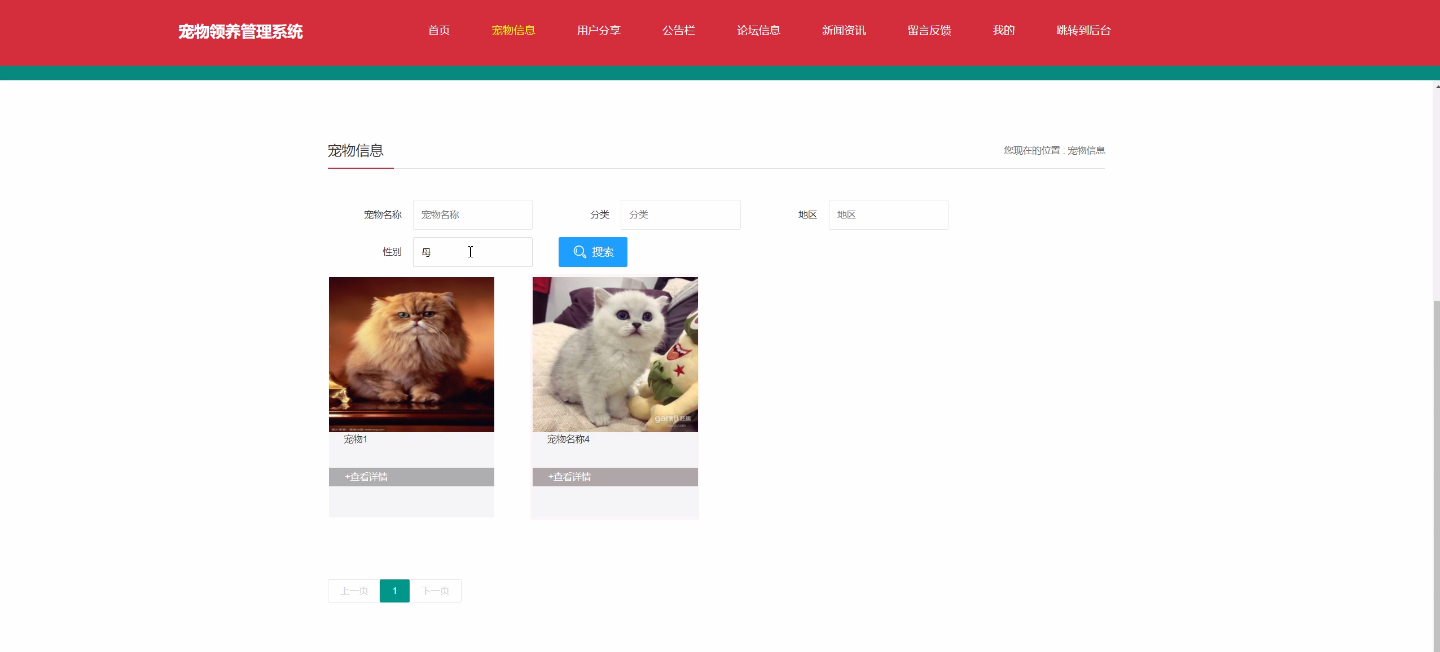 宠物领养管理系统 首页 宠物信息 用户分享 公告栏 论坛信息 新闻资讯 留言反馈 我的 跳转到后台
宠物信息 您现在的位置 : 宠物信息
宠物名称 宠物名称 分类 分类 地区 地区
性别 母 搜索
宠物1 宠物名称4
+查看详情 +查看详情
上一页 1 下一页